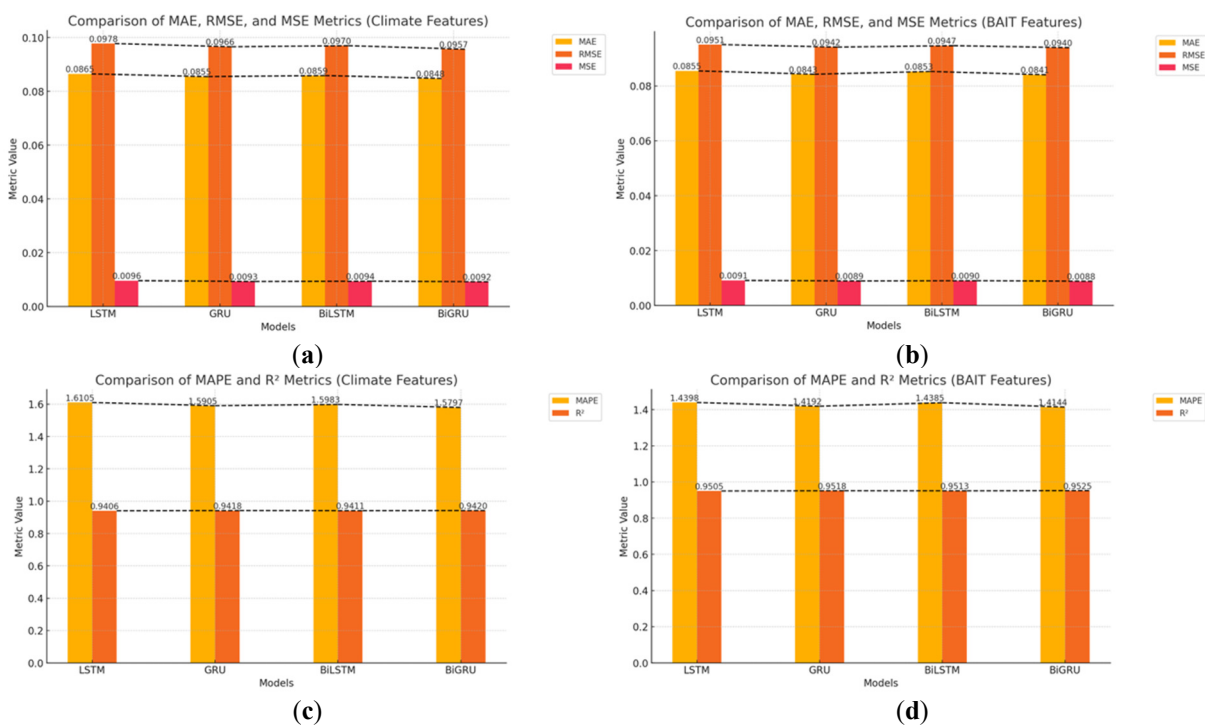 Comparison of MAE, RMSE, and MSE Metrics (Climate Features)
0.10
0.08
0.06
0.04
0.02
0.00
Metric Value
0.0865
0.0978
0.0096
0.0855
0.0966
0.0093
0.0859
0.0970
0.0094
0.0848
0.0957
0.0092
LSTM
GRU
BiLSTM
BiGRU
Models
MAE
RMSE
MSE
(a)
Comparison of MAE, RMSE, and MSE Metrics (BAIT Features)
0.08
0.06
0.04
0.02
0.00
Metric Value
0.0855
0.0951
0.0091
0.0843
0.0942
0.0089
0.0853
0.0947
0.0090
0.0841
0.0940
0.0088
LSTM
GRU
BiLSTM
BiGRU
Models
MAE
RMSE
MSE
(b)
Comparison of MAPE and R² Metrics (Climate Features)
1.6
1.4
1.2
1.0
0.8
0.6
0.4
0.2
0.0
Metric Value
1.6105
0.9406
1.5905
0.9418
1.5983
0.9411
1.5797
0.9420
LSTM
GRU
BiLSTM
BiGRU
Models
MAPE
R²
(c)
Comparison of MAPE and R² Metrics (BAIT Features)
1.4
1.2
1.0
0.8
0.6
0.4
0.2
0.0
Metric Value
1.4398
0.9505
1.4192
0.9518
1.4385
0.9513
1.4144
0.9525
LSTM
GRU
BiLSTM
BiGRU
Models
MAPE
R²
(d)